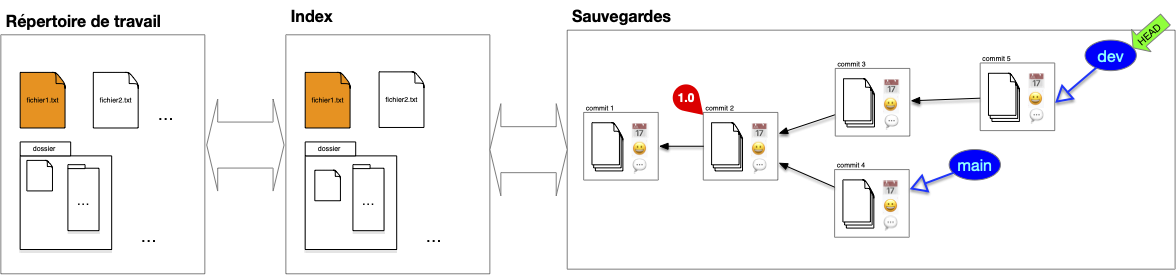 Répertoire de travail
fichier1.txt
fichier2.txt
...
dossier
...
...
Index
fichier1.txt
fichier2.txt
...
dossier
...
...
Sauvegardes
commit 1
17
1.0
commit 2
17
commit 3
17
commit 4
17
commit 5
17
dev
HEAD
main